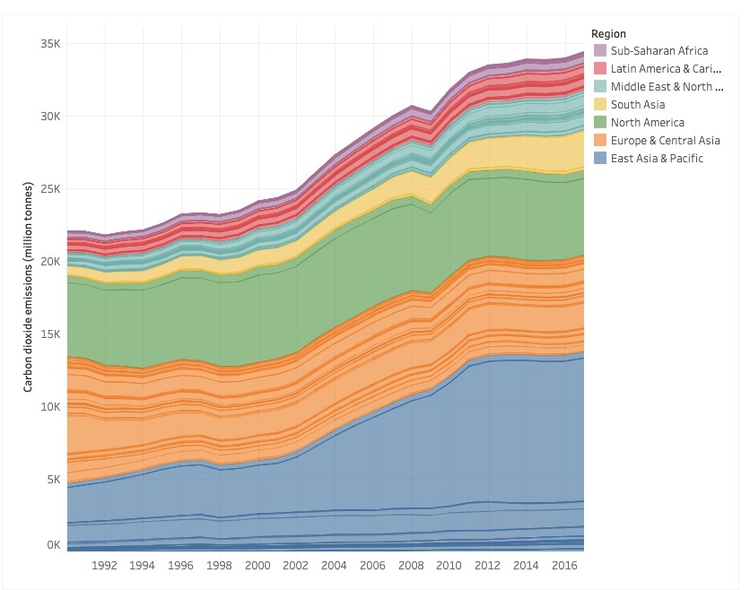 Region
Sub-Saharan Africa
Latin America & Cari...
Middle East & North ...
South Asia
North America
Europe & Central Asia
East Asia & Pacific
Carbon dioxide emissions (million tonnes)
35K
30K
25K
20K
15K
10K
5K
0K
1992 1994 1996 1998 2000 2002 2004 2006 2008 2010 2012 2014 2016